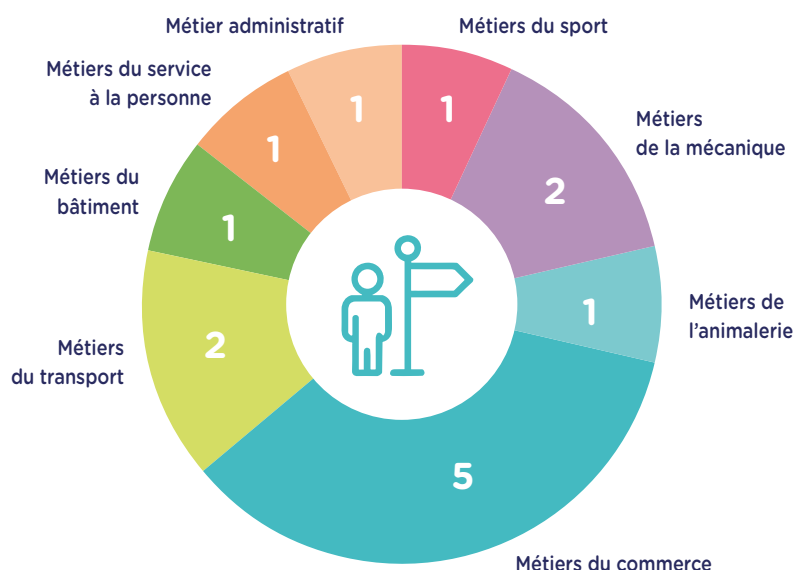 Métier administratif
Métiers du sport
Métiers du service
à la personne
1
1
1
Métiers
de la mécanique
2
Métiers du
bâtiment
1
Métiers de
l'animalerie
1
Métiers
du transport
2
5
Métiers du commerce